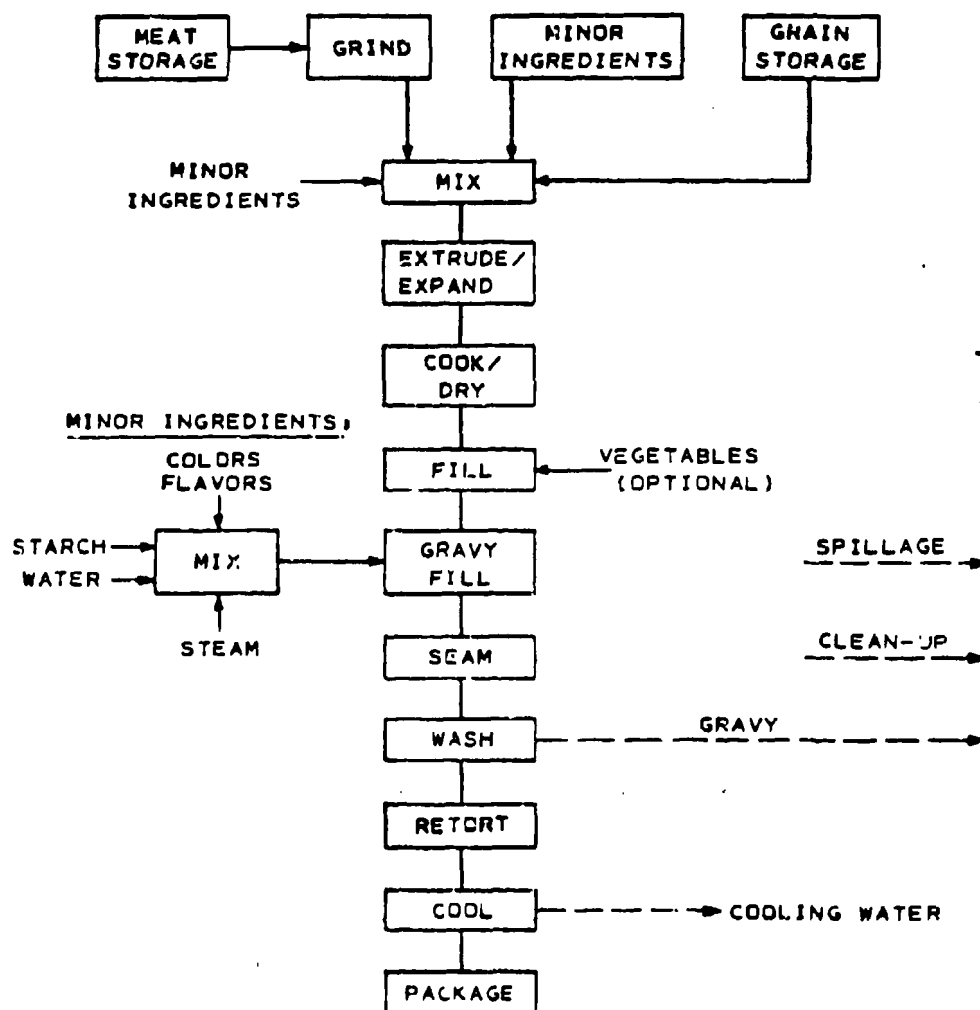 MEAT
STORAGE
GRIND
MINOR
INGREDIENTS
GRAIN
STORAGE
MINOR
INGREDIENTS
MIX
EXTRUDE/
EXPAND
COOK/
DRY
MINOR INGREDIENTS:
COLORS
FLAVORS
FILL
VEGETABLES
(OPTIONAL)
STARCH
WATER
MIX
GRAVY
FILL
SPILLAGE
STEAM
SEAM
CLEAN-UP
WASH
GRAVY
RETORT
COOL
COOLING WATER
PACKAGE